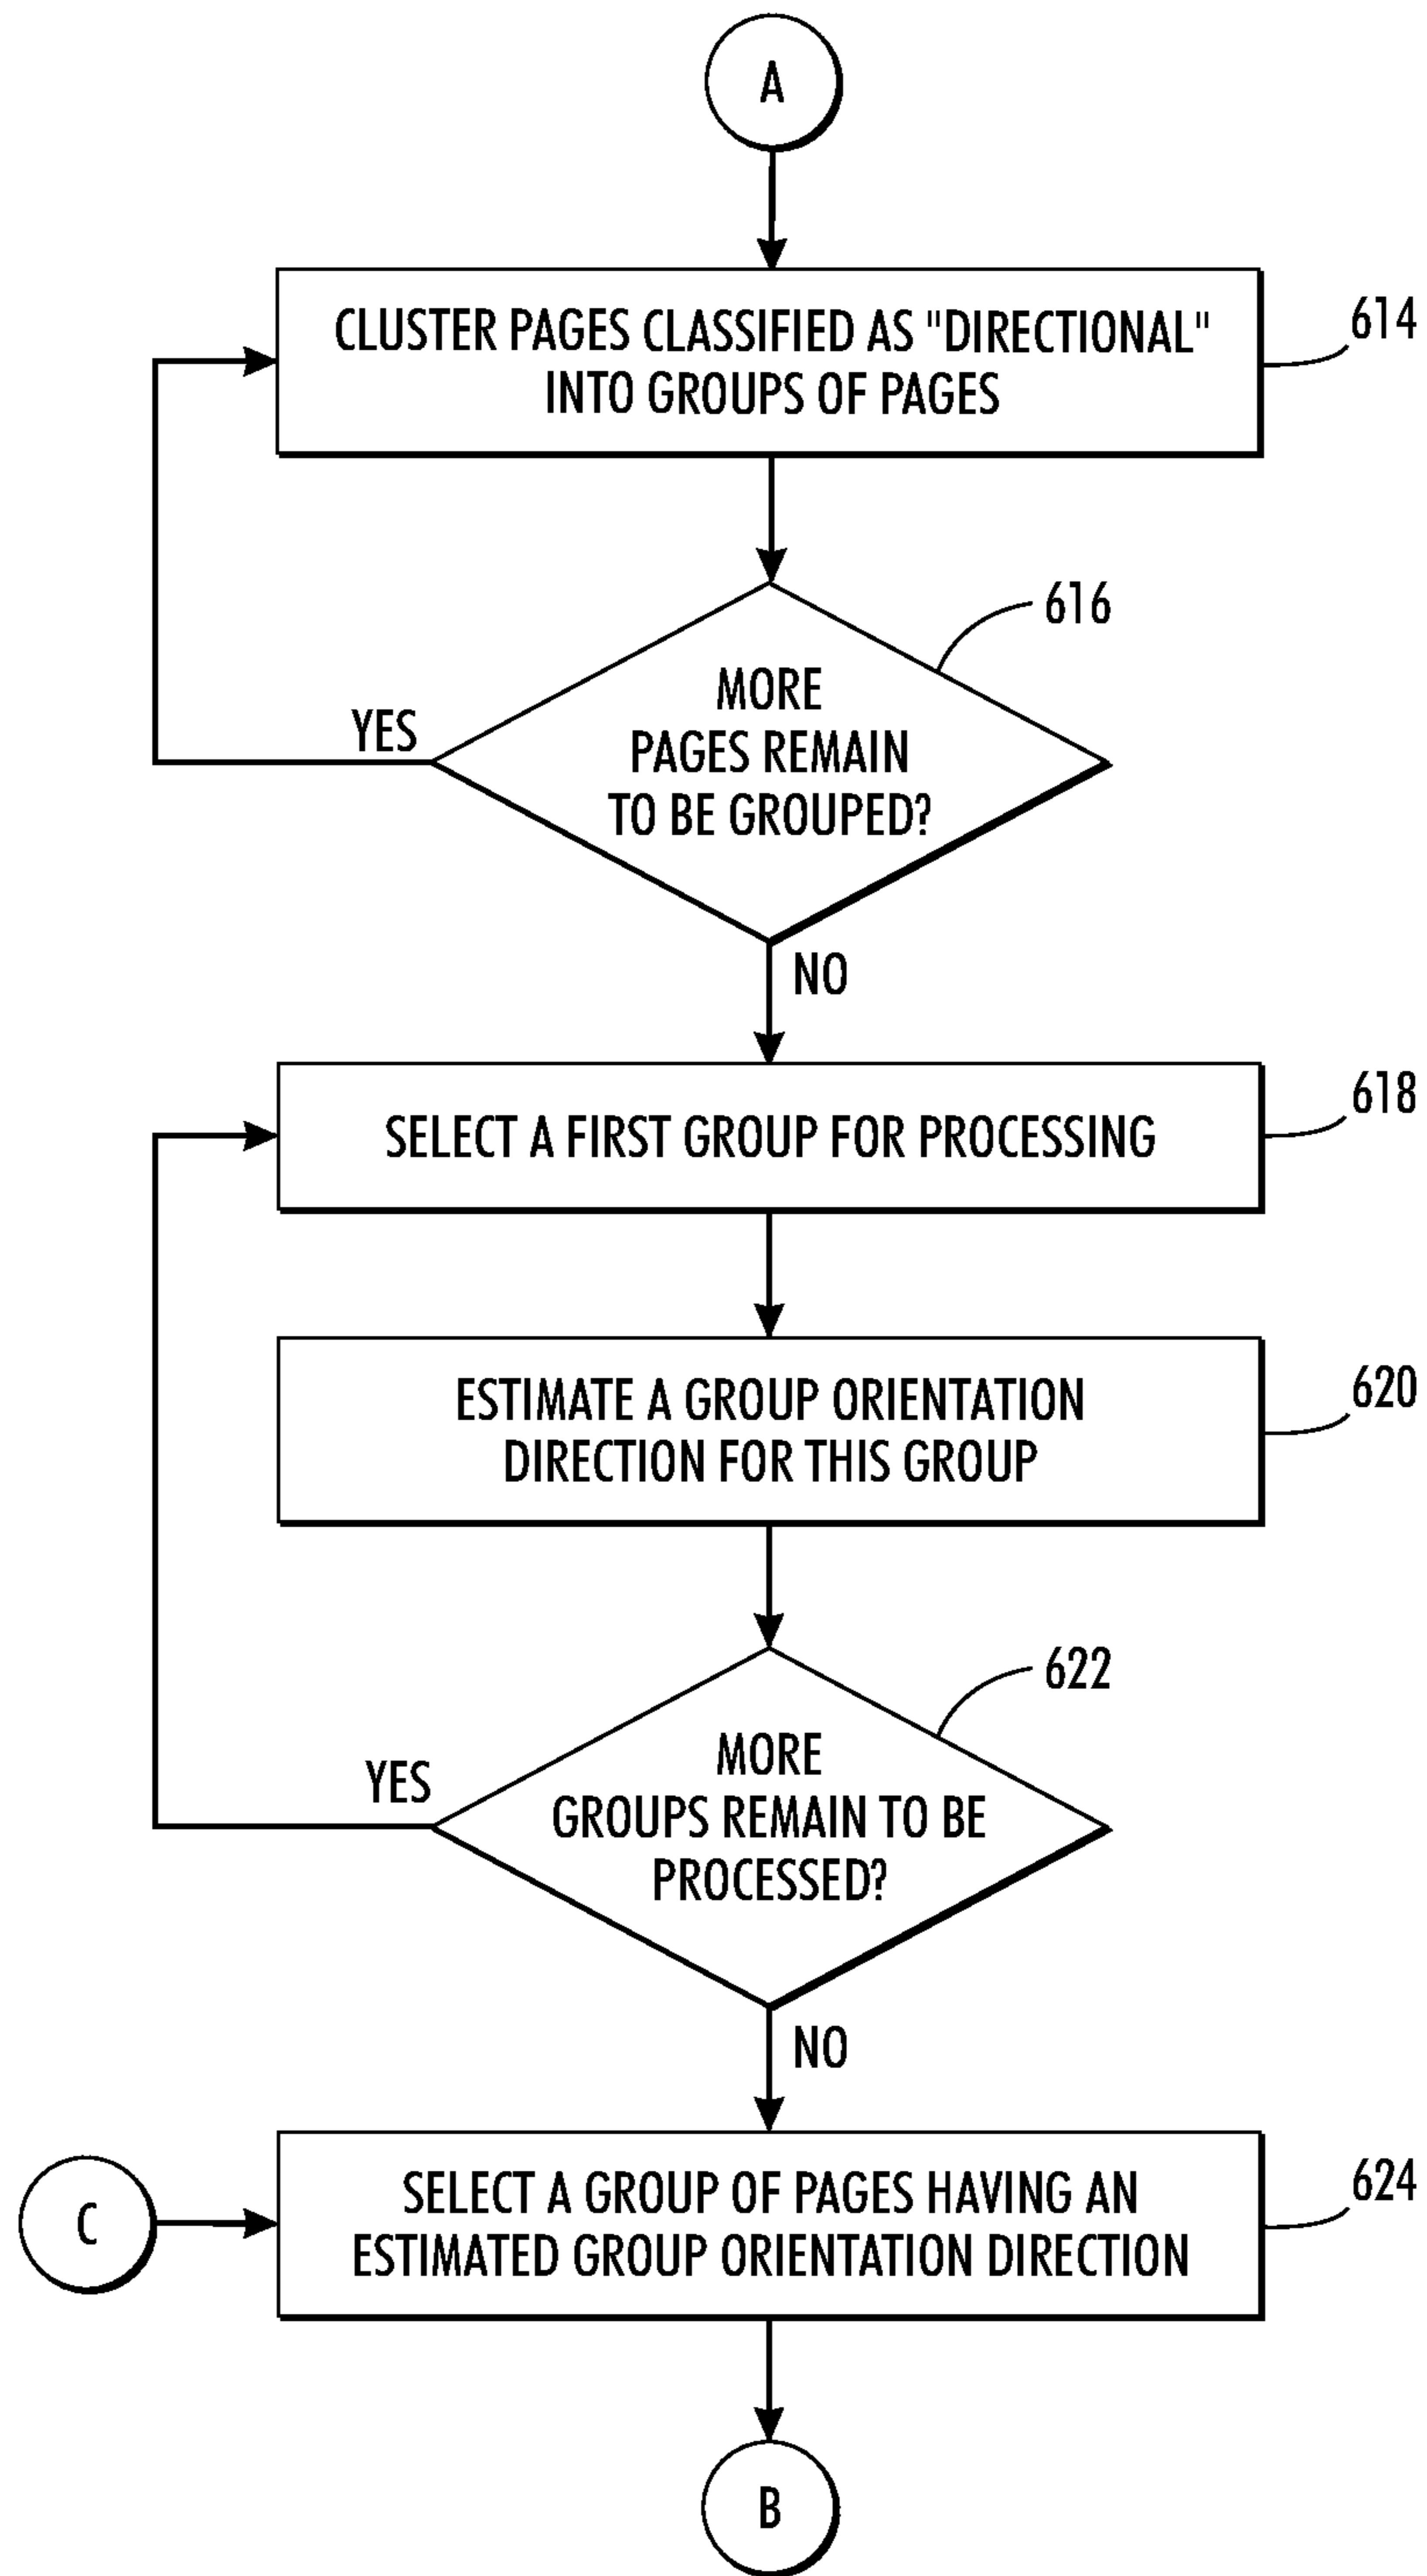 A
CLUSTER PAGES CLASSIFIED AS "DIRECTIONAL"
INTO GROUPS OF PAGES
614
616
MORE
PAGES REMAIN
TO BE GROUPED?
YES
NO
618
SELECT A FIRST GROUP FOR PROCESSING
620
ESTIMATE A GROUP ORIENTATION
DIRECTION FOR THIS GROUP
622
MORE
GROUPS REMAIN TO BE
PROCESSED?
YES
NO
624
C
SELECT A GROUP OF PAGES HAVING AN
ESTIMATED GROUP ORIENTATION DIRECTION
B